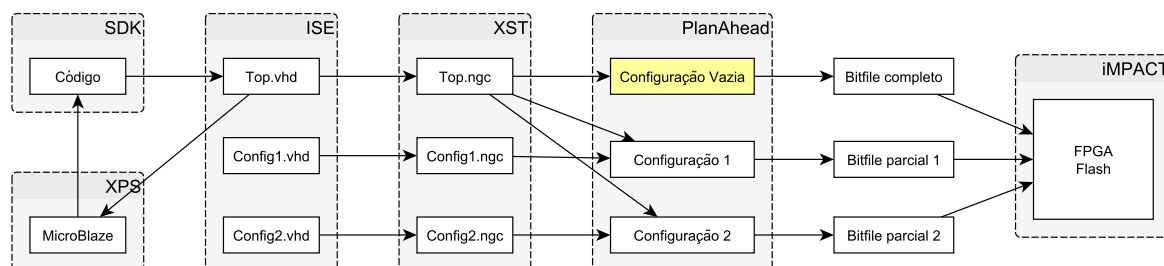 SDK
ISE
XST
PlanAhead
iMPACT
Código
Top.vhd
Top.ngc
Configuração Vazia
Bitfile completo
Config1.vhd
Config1.ngc
Configuração 1
Bitfile parcial 1
FPGA
Flash
XPS
MicroBlaze
Config2.vhd
Config2.ngc
Configuração 2
Bitfile parcial 2